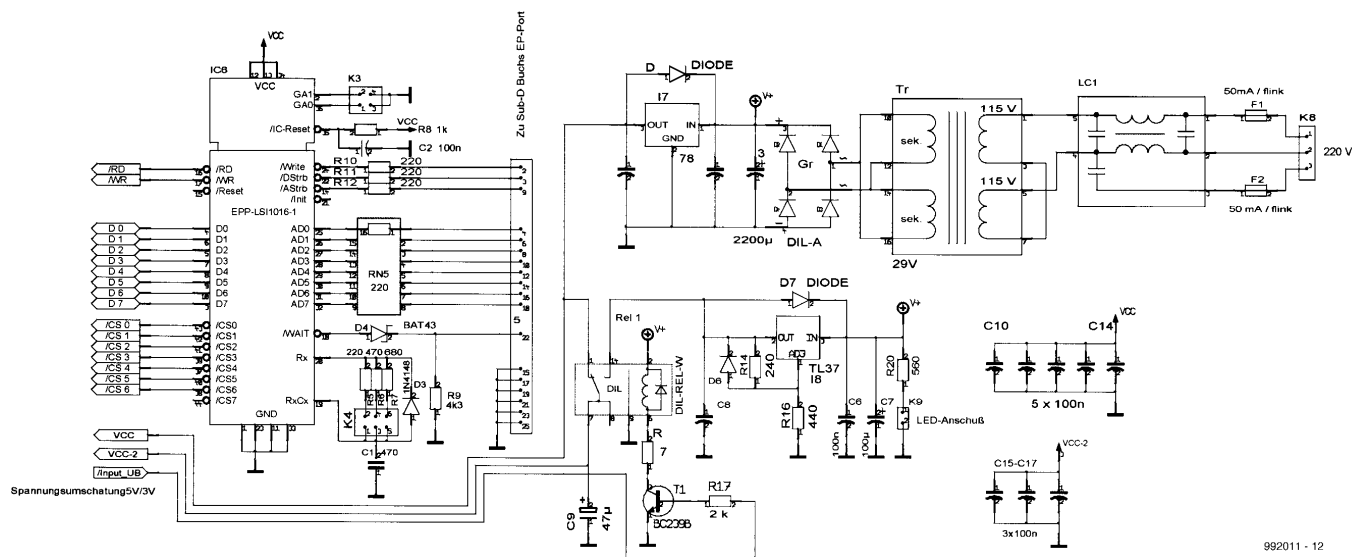 VCC
IC6
12 13 34
VCC
GA1
GA0
K3
/IC-Reset
VCC
R8 1k
C2 100n
Zu Sub-D Buchs EP-Port
/RD
/WR
/RD
/WR
/Reset
/Write
/DStrb
/AStrb
/Init
R10
R11
R12
220
220
220
EPP-LSI1016-1
D 0
D 1
D 2
D 3
D 4
D 5
D 6
D 7
D0
D1
D2
D3
D4
D5
D6
D7
AD0
AD1
AD2
AD3
AD4
AD5
AD6
AD7
RN5
220
/CS 0
/CS 1
/CS 2
/CS 3
/CS 4
/CS 5
/CS 6
/CS0
/CS1
/CS2
/CS3
/CS4
/CS5
/CS6
/CS7
/WAIT
Rx
RxCx
GND
D4
BAT43
220 470 680
R5
R6
R7
1N4148
D3
R9
4k3
K4
C1 470
5
VCC
VCC-2
/Input_UB
Spannungsumschatung5V/3V
D
DIODE
I7
OUT
IN
GND
78
V+
3
2200µ
Gr
DIL-A
Tr
sek.
sek.
115 V
115 V
29V
LC1
50mA / flink
F1
K8
220 V
F2
50 mA / flink
Rel 1
V+
DIL
DIL-REL-W
R
7
T1
BC239B
R17
2 k
C9
47µ
D7
DIODE
OUT
IN
ADJ
TL37
I8
D6
R14
240
R16
440
C8
C6
100n
C7
100µ
V+
R20
560
K9
LED-Anschuß
C10
C14
VCC
5 x 100n
VCC-2
C15-C17
3x100n
992011 - 12